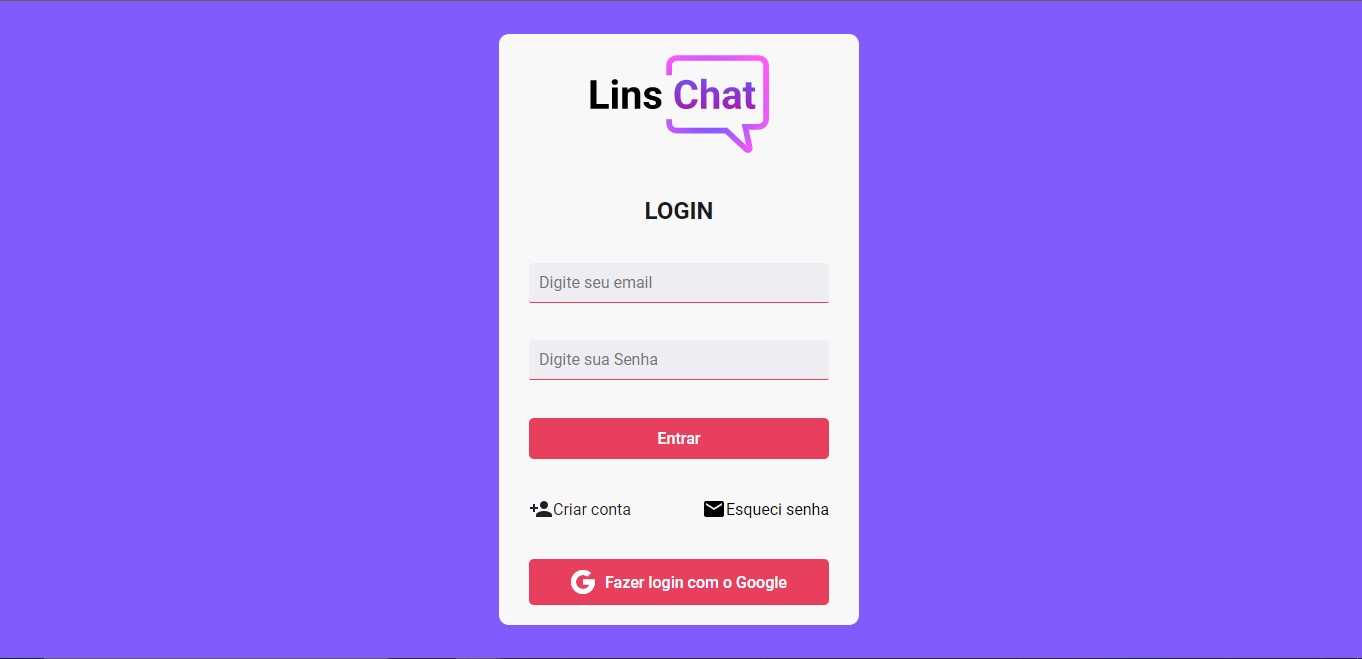 Lins Chat
LOGIN
Digite seu email
Digite sua Senha
Entrar
Criar conta
Esqueci senha
Fazer login com o Google